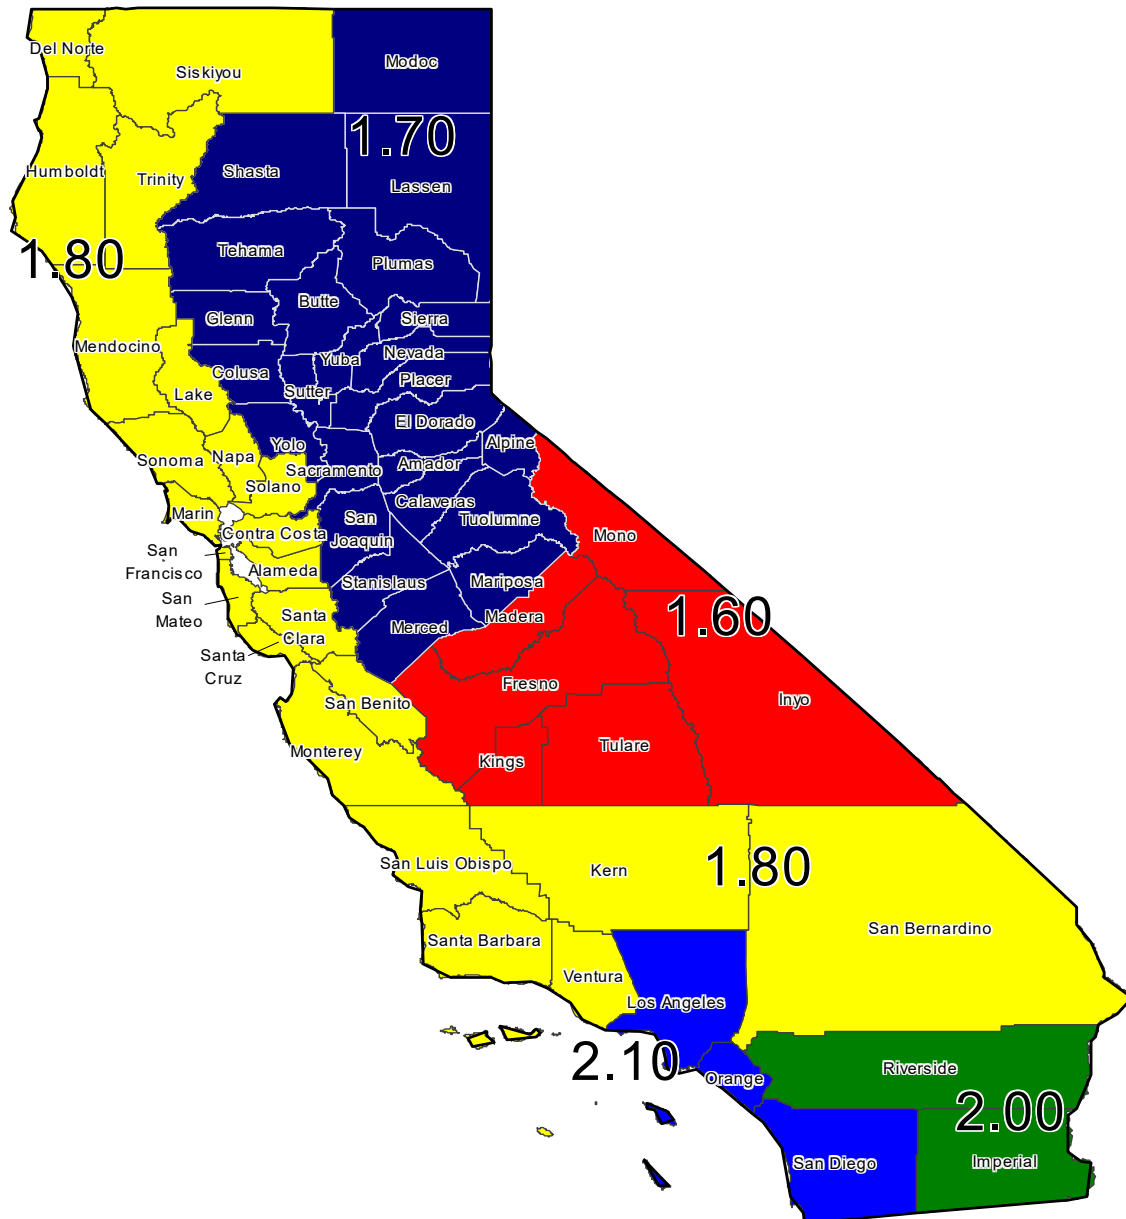 Del Norte
Siskiyou
Modoc
1.70
Humboldt
Trinity
Shasta
Lassen
1.80
Tehama
Plumas
Butte
Glenn
Sierra
Mendocino
Yuba
Nevada
Colusa
Placer
Lake
Sutter
El Dorado
Alpine
Sonoma
Napa
Yolo
Sacramento
Amador
Solano
Calaveras
Marin
San
Joaquin
Tuolumne
Contra Costa
Mono
San
Francisco
Alameda
Stanislaus
Mariposa
San
Mateo
Santa
Clara
Merced
Madera
1.60
Santa
Cruz
Fresno
Inyo
San Benito
Monterey
Kings
Tulare
San Luis Obispo
Kern
1.80
San Bernardino
Santa Barbara
Ventura
Los Angeles
2.10
Orange
Riverside
2.00
San Diego
Imperial